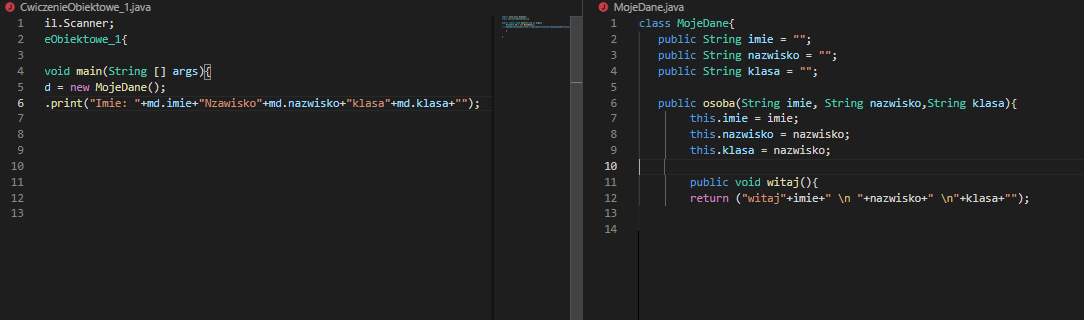 CwiczenieObiektowe_1.java
1 il.Scanner;
2 eObiektowe_1{
3
4 void main(String [] args){
5 d = new MojeDane();
6 .print("Imie: "+md.imie+"Nzawisko"+md.nazwisko+"klasa"+md.klasa+"");
7
8
9
10
11
12
13
MojeDane.java
1 class MojeDane{
2 public String imie = "";
3 public String nazwisko = "";
4 public String klasa = "";
5
6 public osoba(String imie, String nazwisko,String klasa){
7 this.imie = imie;
8 this.nazwisko = nazwisko;
9 this.klasa = nazwisko;
10
11 public void witaj(){
12 return ("witaj"+imie+" \n "+nazwisko+" \n"+klasa+"");
13
14